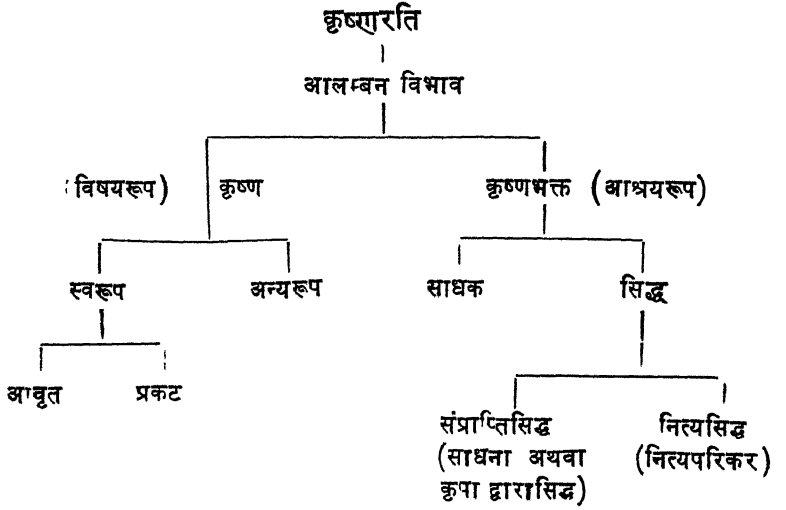 कृष्णरति
आलम्बन विभाव
(विषयरूप) कृष्ण कृष्णभक्त (आश्रयरूप)
स्वरूप अन्यरूप साधक सिद्ध
आवृत प्रकट
संप्राप्तिसिद्ध नित्यसिद्ध
(साधना अथवा (नित्यपरिकर)
कृपा द्वारासिद्ध)